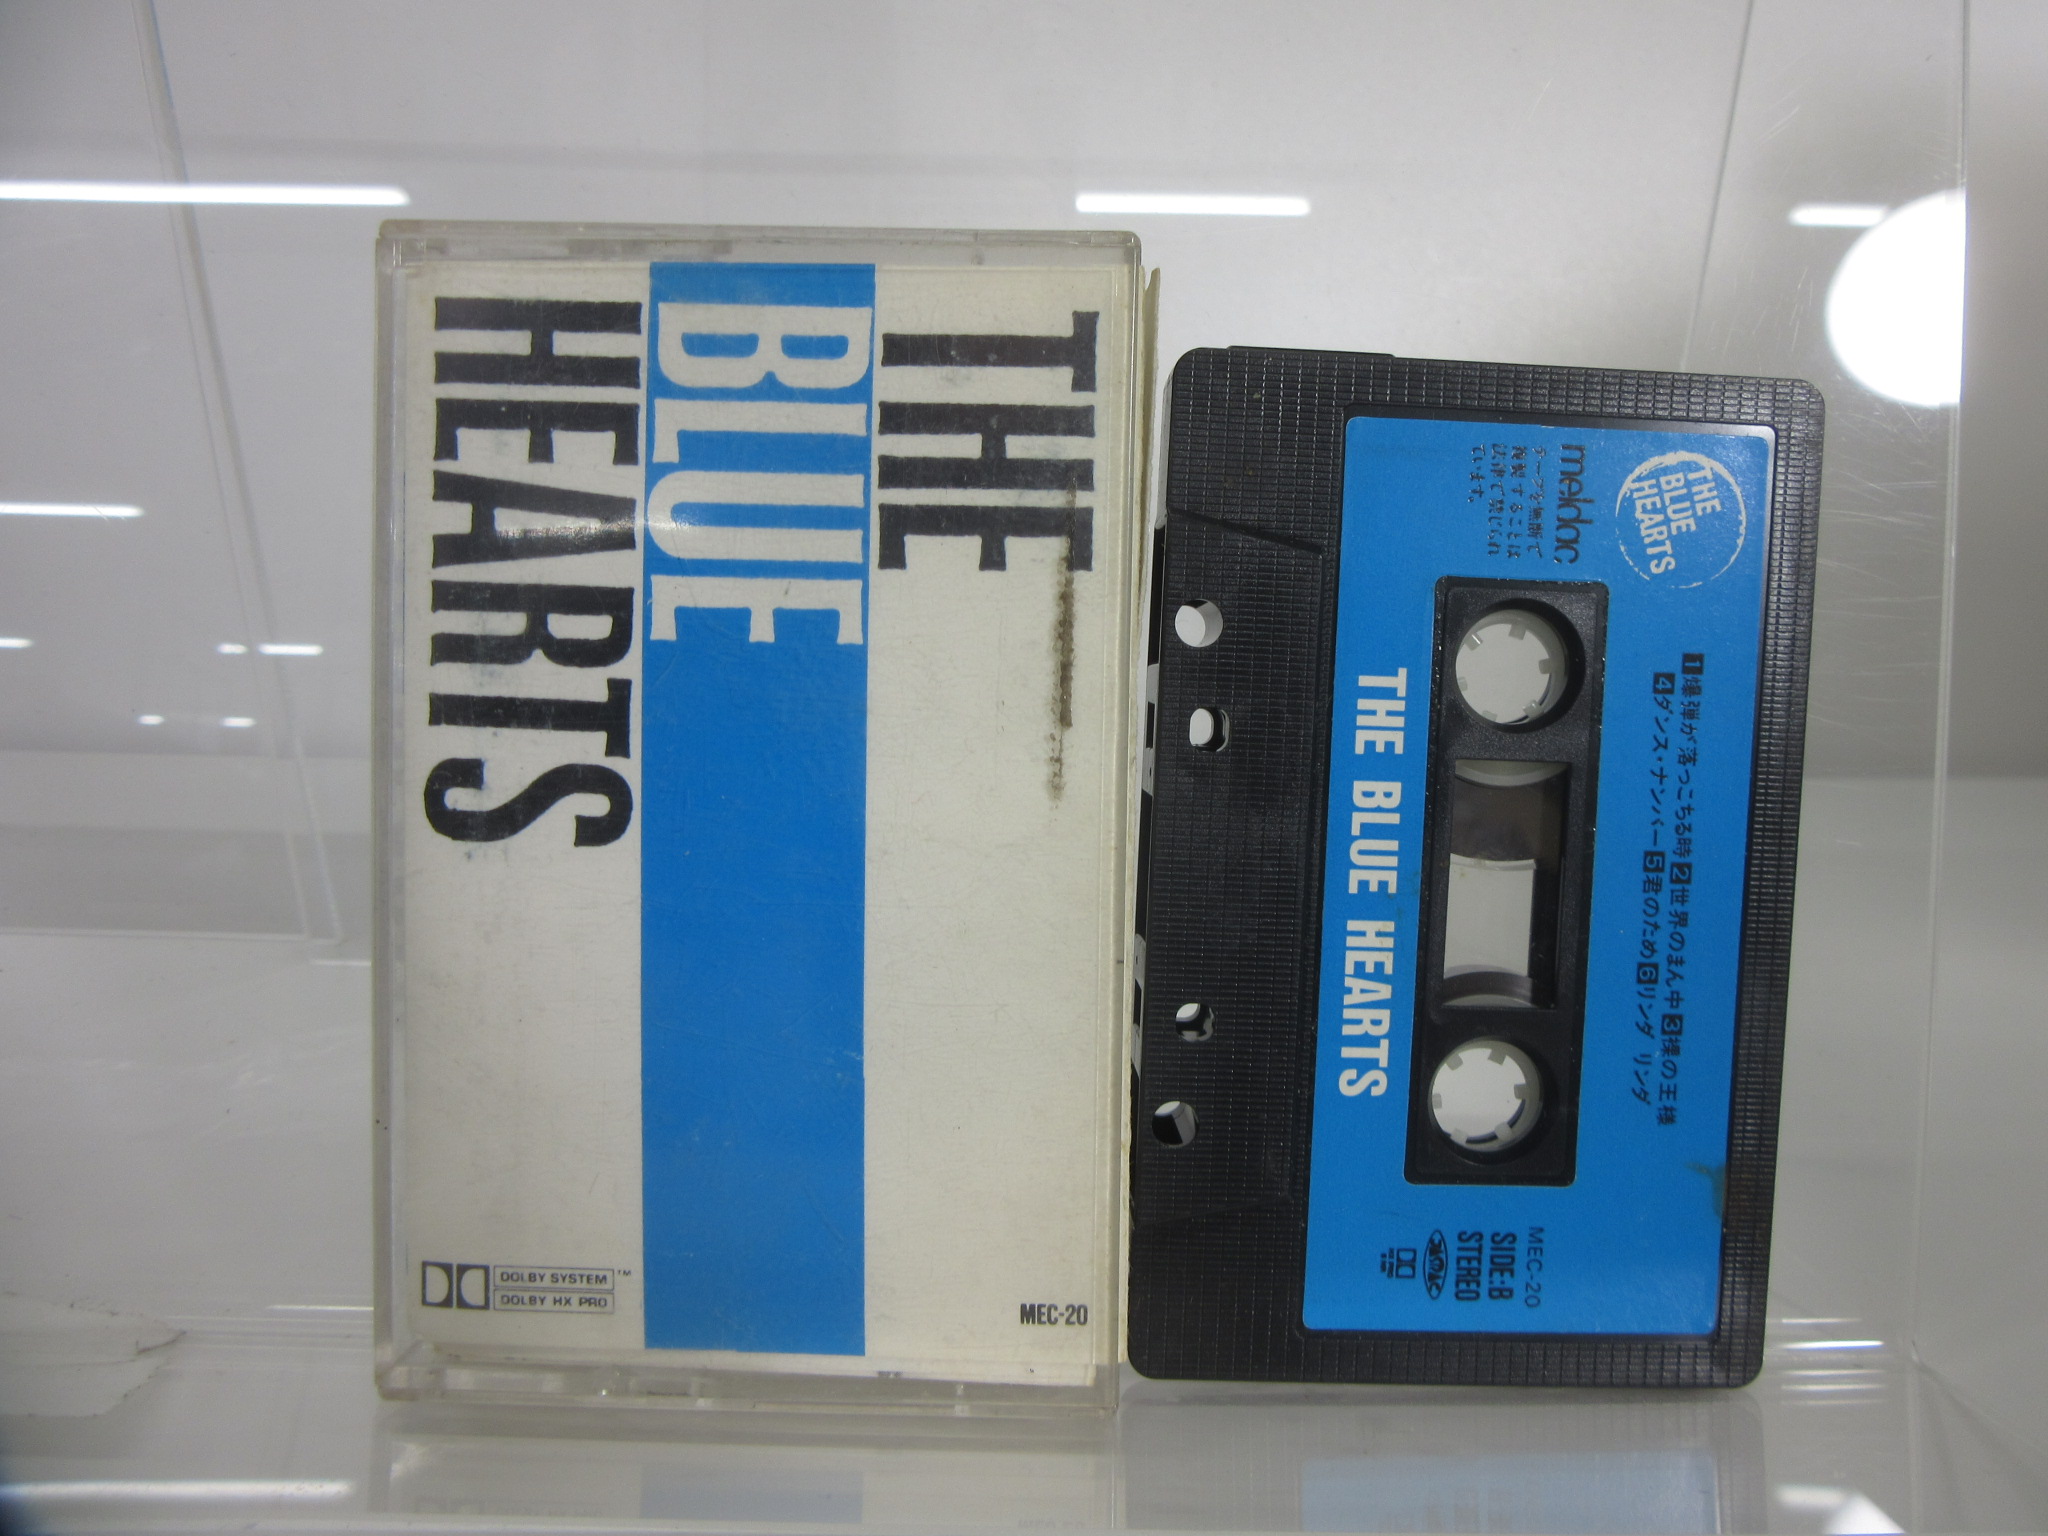 THE
BLUE
HEARTS
DOLBY SYSTEM ™
DOLBY HX PRO
MEC-20
THE
BLUE
HEARTS
1爆弾が落っこちる時 2世界のまん中 3裸の王様
4ダンス・ナンバー 5君のため 6リンダ リンダ
meldac
テープを無断で
複製することは
法律で禁じられ
ています。
MEC-20
SIDE:B
STEREO
THE BLUE HEARTS